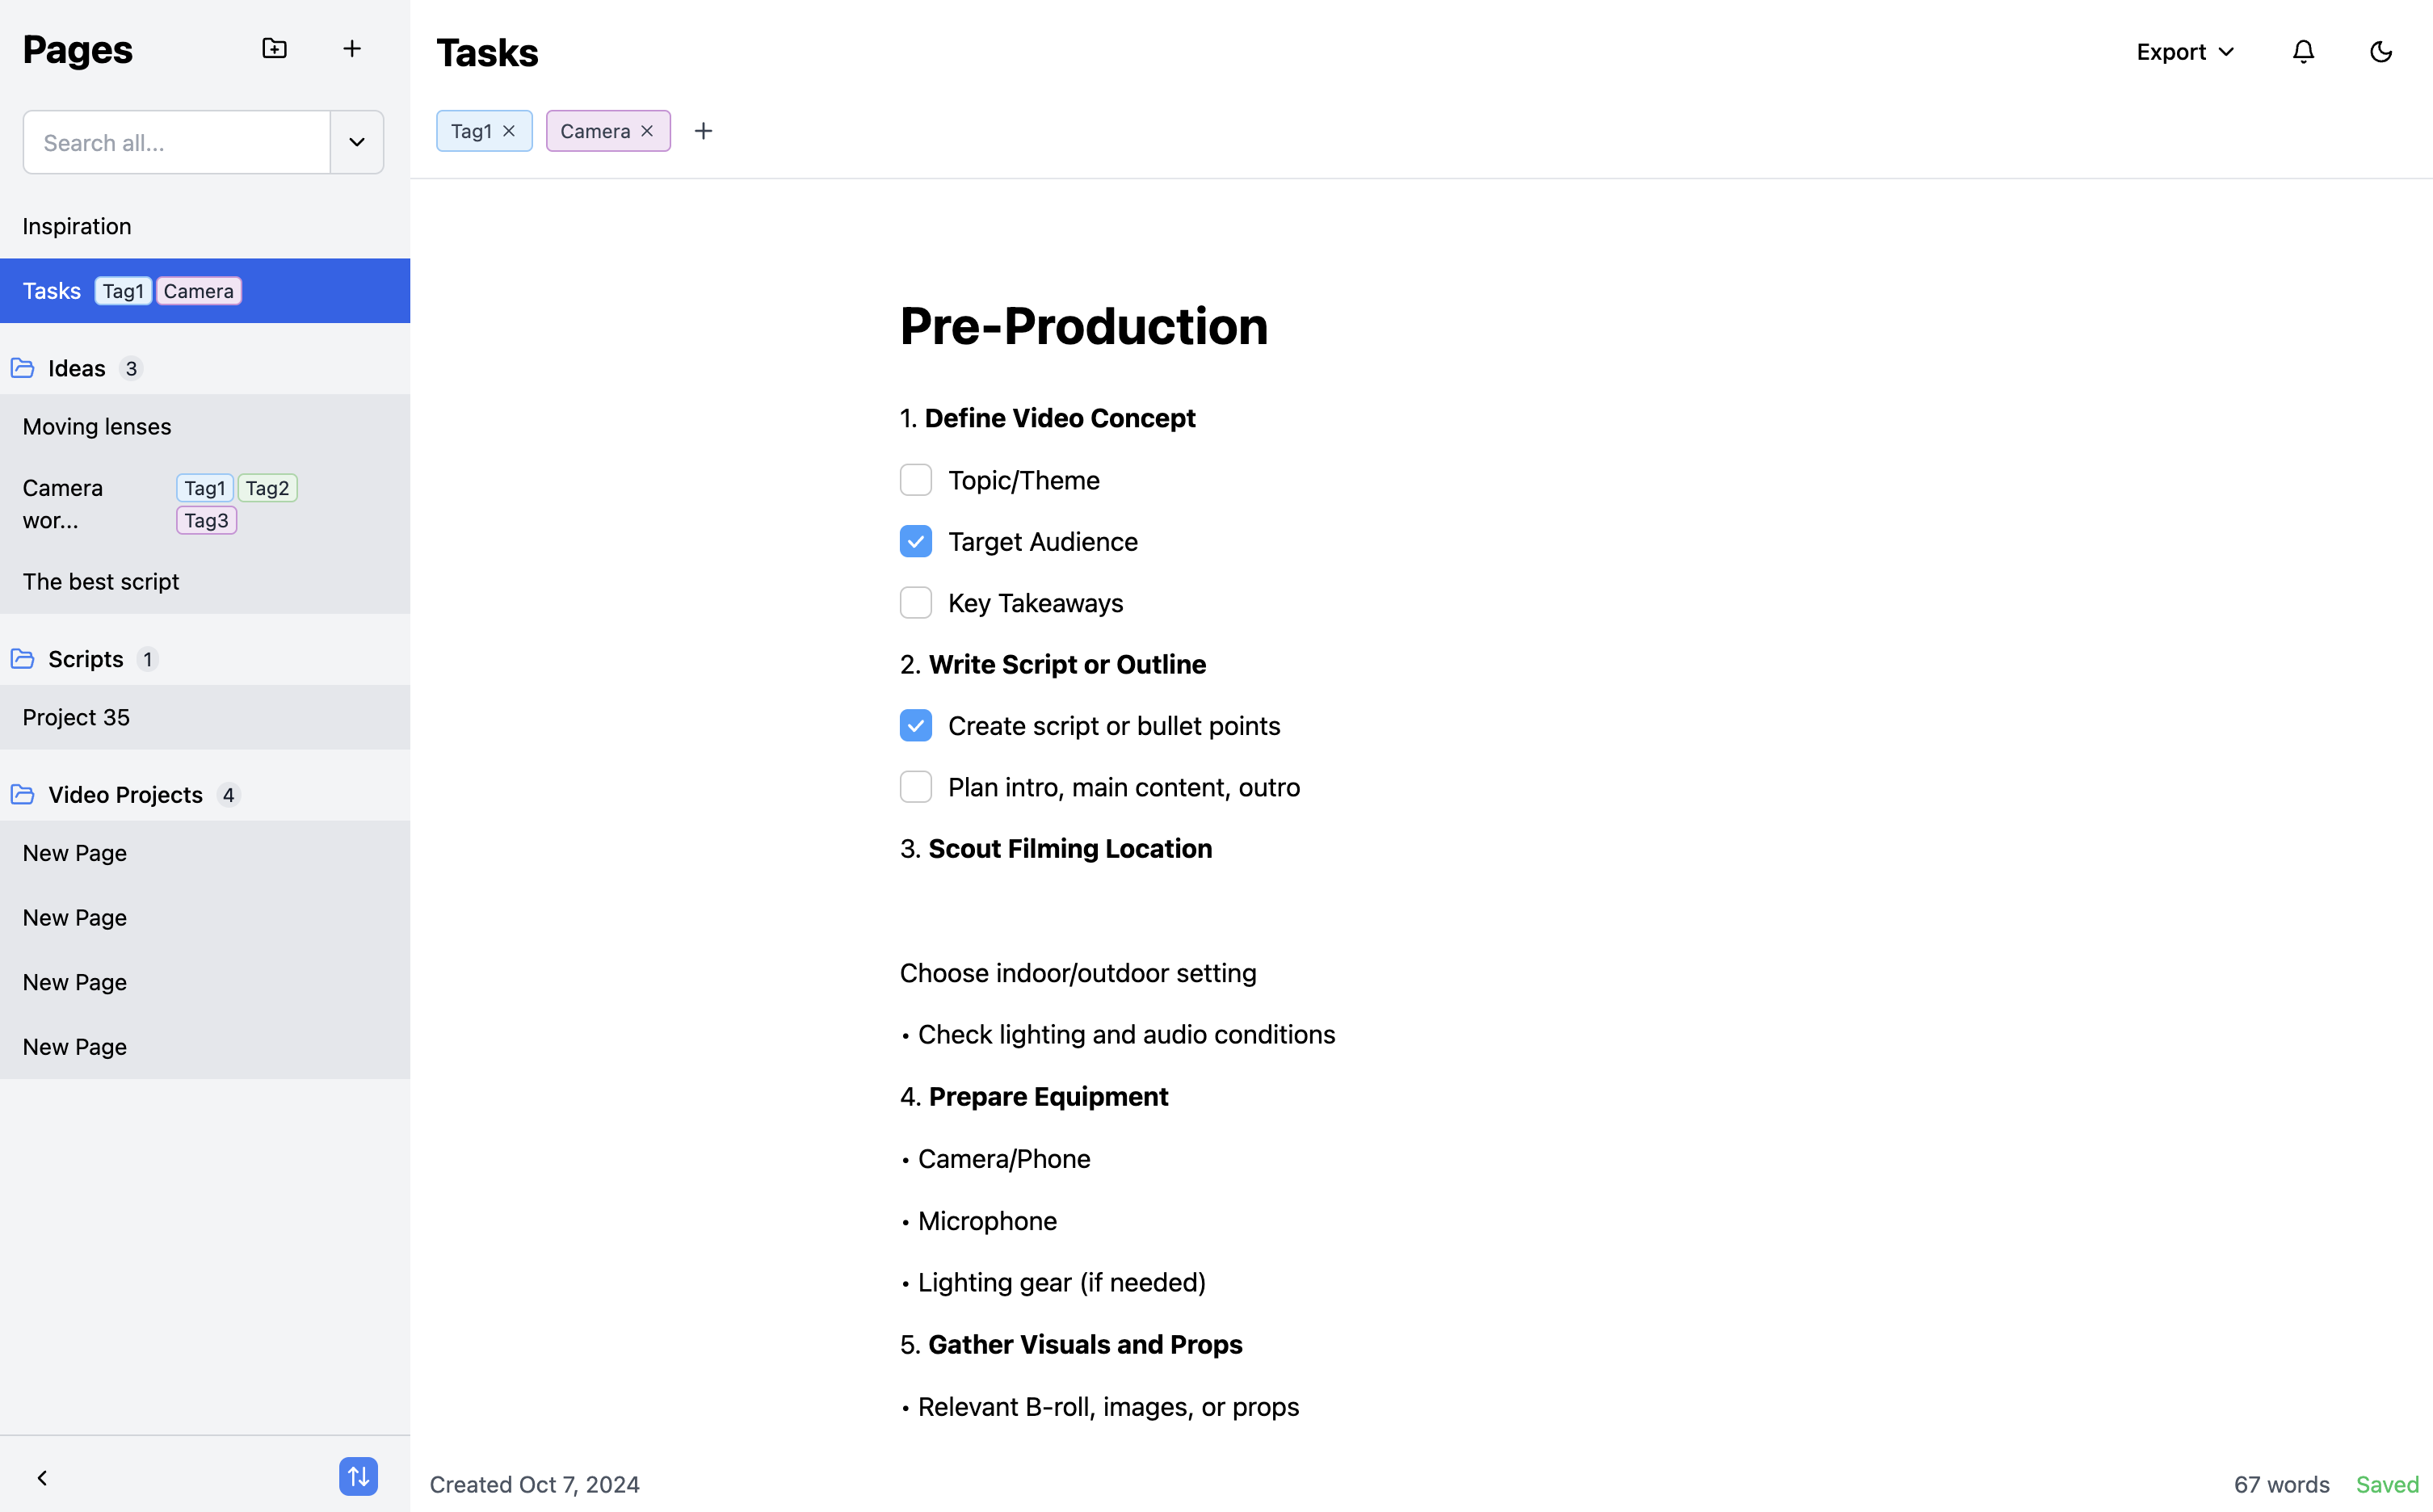 Pages
Search all...
Inspiration
Tasks Tag1 Camera
Ideas 3
Moving lenses
Camera wor... Tag1 Tag2
Tag3
The best script
Scripts 1
Project 35
Video Projects 4
New Page
New Page
New Page
New Page
Tasks
Export
Tag1 Camera
Pre-Production
1. Define Video Concept
Topic/Theme
Target Audience
Key Takeaways
2. Write Script or Outline
Create script or bullet points
Plan intro, main content, outro
3. Scout Filming Location
Choose indoor/outdoor setting
• Check lighting and audio conditions
4. Prepare Equipment
• Camera/Phone
• Microphone
• Lighting gear (if needed)
5. Gather Visuals and Props
• Relevant B-roll, images, or props
Created Oct 7, 2024
67 words Saved